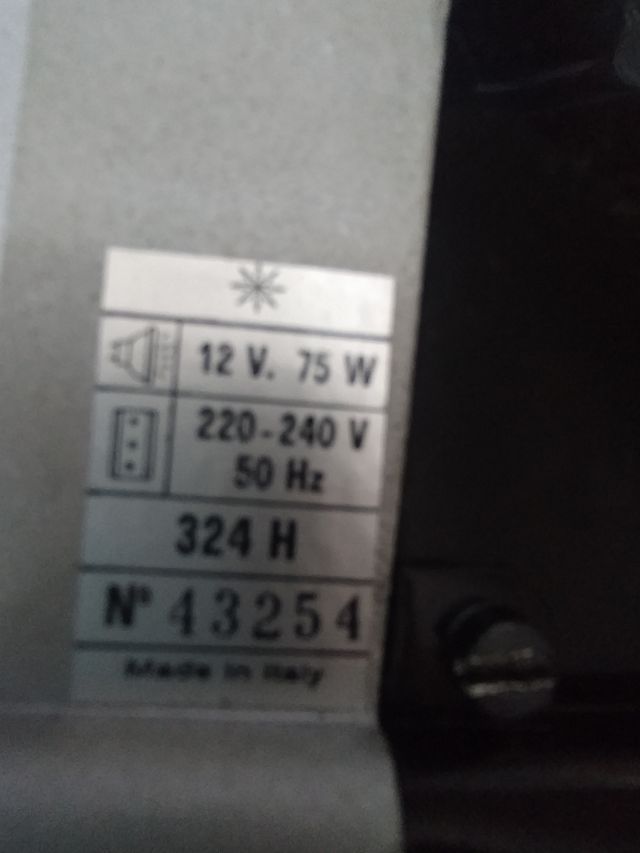 12 V. 75 W
220-240 V
50 Hz
324 H
N° 43254
Made in Italy